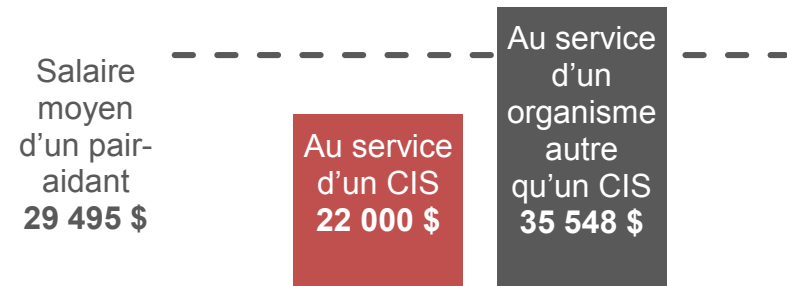 Salaire
moyen
d’un pair-
aidant
29 495 $
Au service
d’un CIS
22 000 $
Au service
d’un
organisme
autre
qu’un CIS
35 548 $